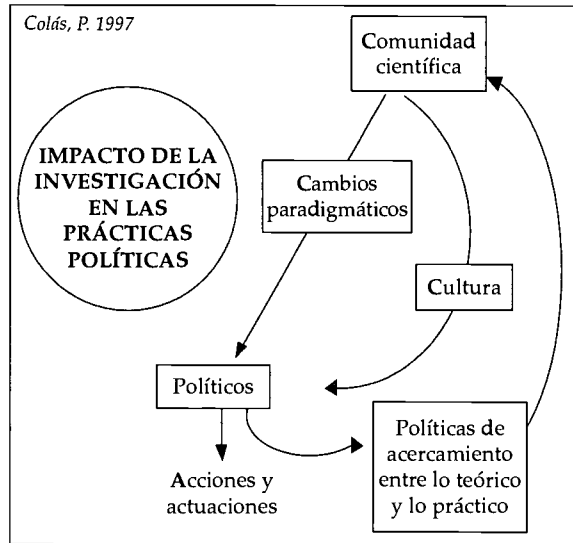 Colás, P. 1997
Comunidad
científica
IMPACTO DE LA
INVESTIGACIÓN
EN LAS
PRÁCTICAS
POLÍTICAS
Cambios
paradigmáticos
Cultura
Políticos
Acciones y
actuaciones
Políticas de
acercamiento
entre lo teórico
y lo práctico